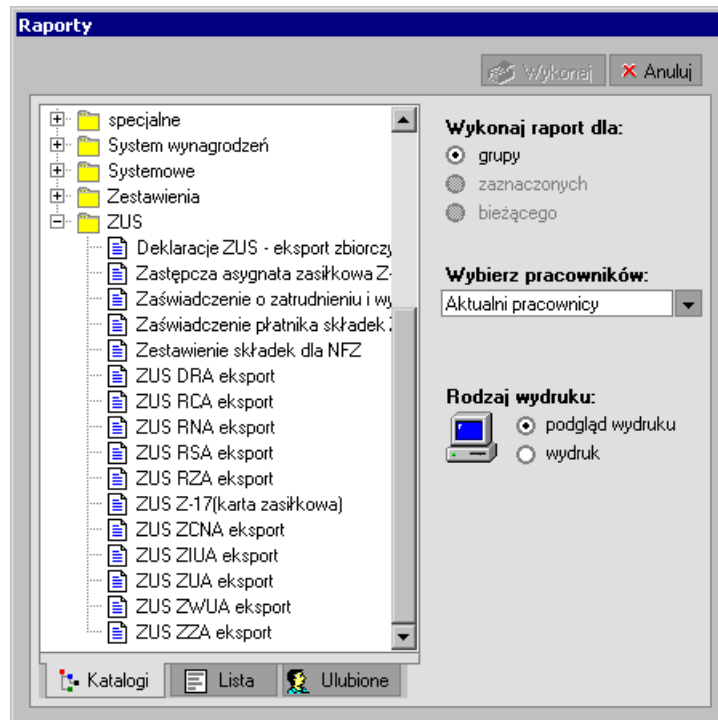 Raporty
Wykonaj
Anuluj
specjalne
System wynagrodzeń
Systemowe
Zestawienia
ZUS
Deklaracje ZUS - eksport zbiorczy
Zastępcza asygnata zasiłkowa Z-
Zaświadczenie o zatrudnieniu i wy
Zaświadczenie płatnika składek
Zestawienie składek dla NFZ
ZUS DRA eksport
ZUS RCA eksport
ZUS RNA eksport
ZUS RSA eksport
ZUS RZA eksport
ZUS Z-17(karta zasiłkowa)
ZUS ZCNA eksport
ZUS ZIUA eksport
ZUS ZUA eksport
ZUS ZWUA eksport
ZUS ZZA eksport
Katalogi
Lista
Ulubione
Wykonaj raport dla:
grupy
zaznaczonych
bieżącego
Wybierz pracowników:
Aktualni pracownicy
Rodzaj wydruku:
podgląd wydruku
wydruk